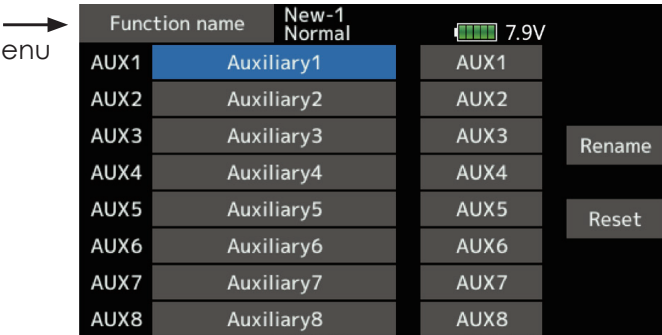 enu
Function name New-1 Normal 7.9V
AUX1 Auxiliary1 AUX1
AUX2 Auxiliary2 AUX2
AUX3 Auxiliary3 AUX3
Rename
AUX4 Auxiliary4 AUX4
AUX5 Auxiliary5 AUX5
Reset
AUX6 Auxiliary6 AUX6
AUX7 Auxiliary7 AUX7
AUX8 Auxiliary8 AUX8